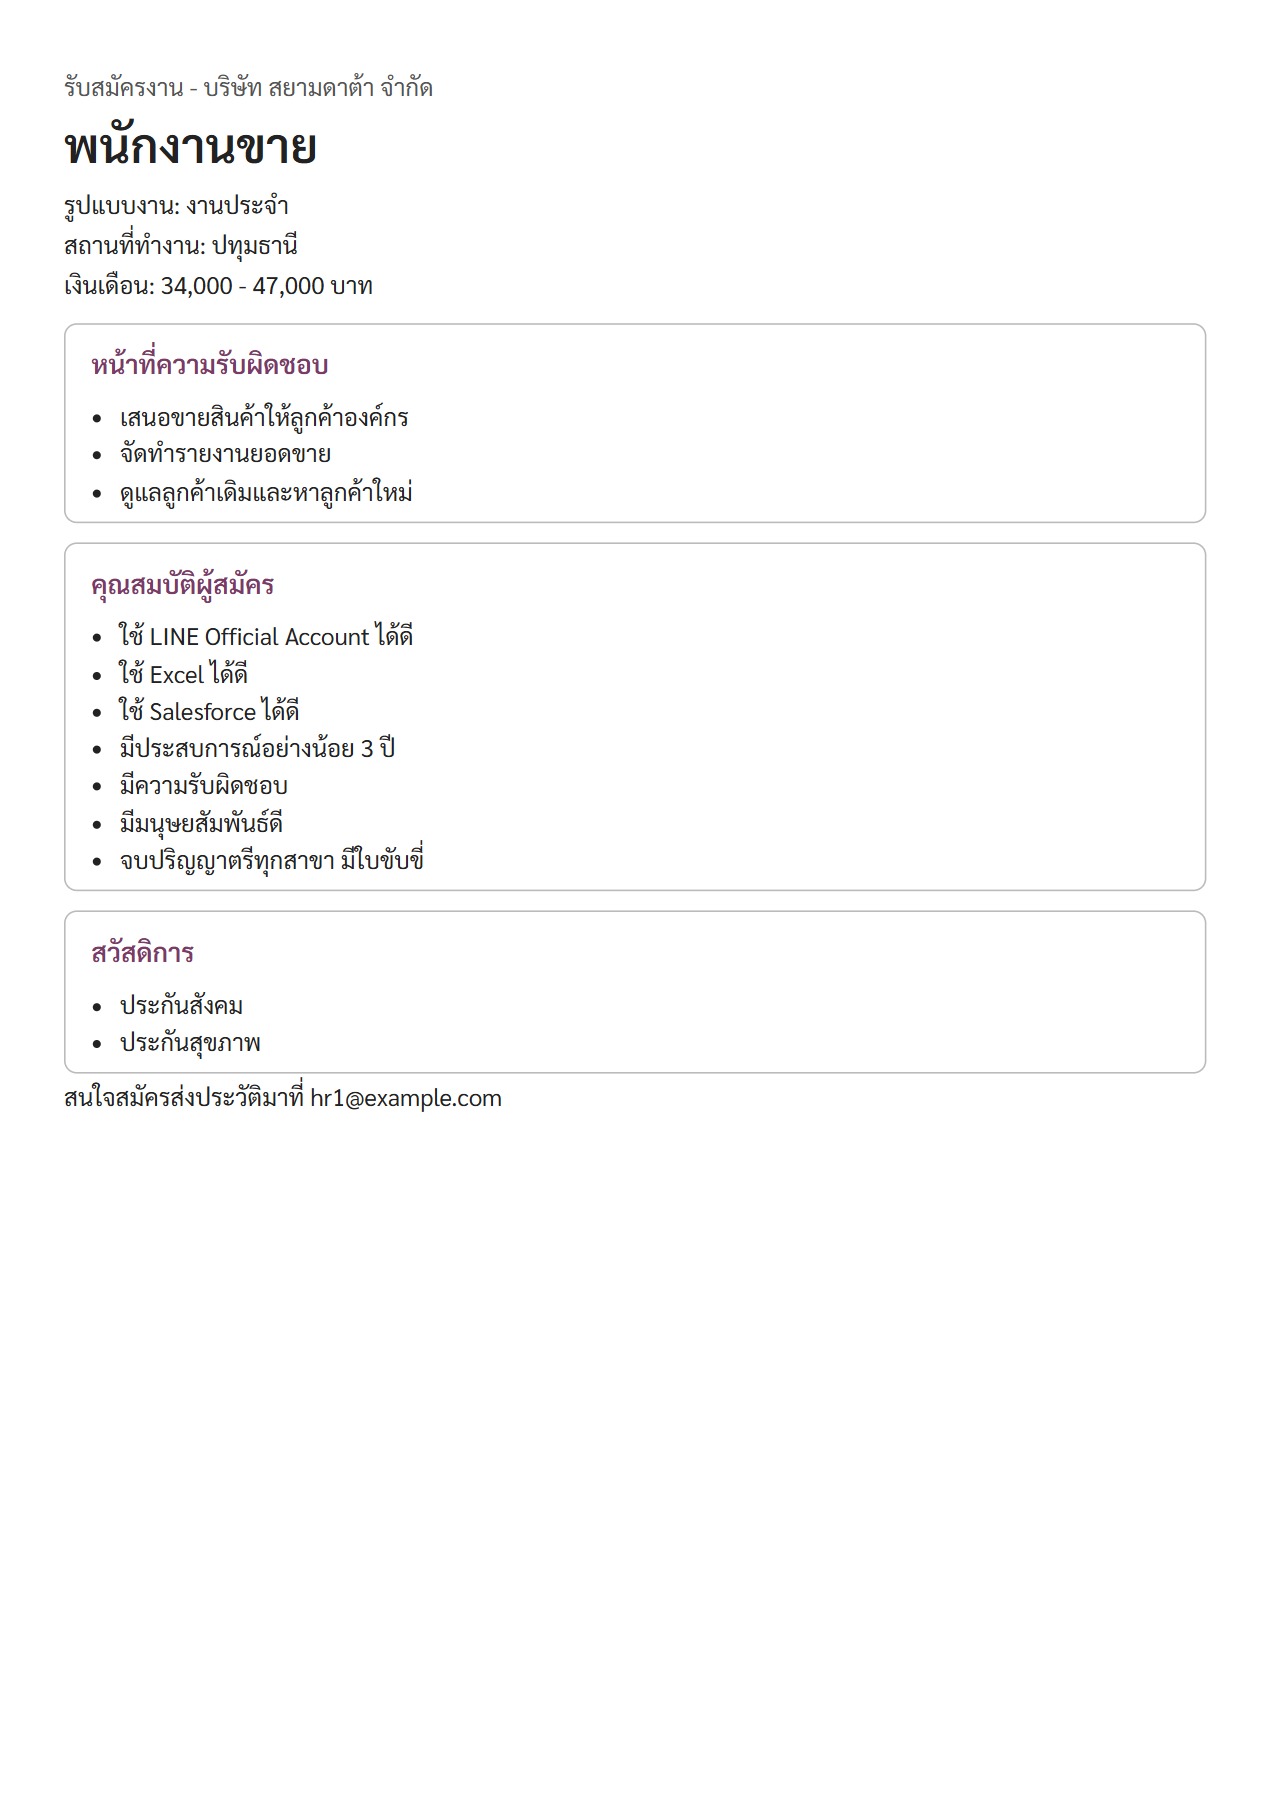 รับสมัครงาน - บริษัท สยามดาต้า จำกัด
พนักงานขาย
รูปแบบงาน: งานประจำ
สถานที่ทำงาน: ปทุมธานี
เงินเดือน: 34,000 - 47,000 บาท
หน้าที่ความรับผิดชอบ
• เสนอขายสินค้าให้ลูกค้าองค์กร
• จัดทำรายงานยอดขาย
• ดูแลลูกค้าเดิมและหาลูกค้าใหม่
คุณสมบัติผู้สมัคร
• ใช้ LINE Official Account ได้ดี
• ใช้ Excel ได้ดี
• ใช้ Salesforce ได้ดี
• มีประสบการณ์อย่างน้อย 3 ปี
• มีความรับผิดชอบ
• มีมนุษยสัมพันธ์ดี
• จบปริญญาตรีทุกสาขา มีใบขับขี่
สวัสดิการ
• ประกันสังคม
• ประกันสุขภาพ
สนใจสมัครส่งประวัติมาที่ hr1@example.com